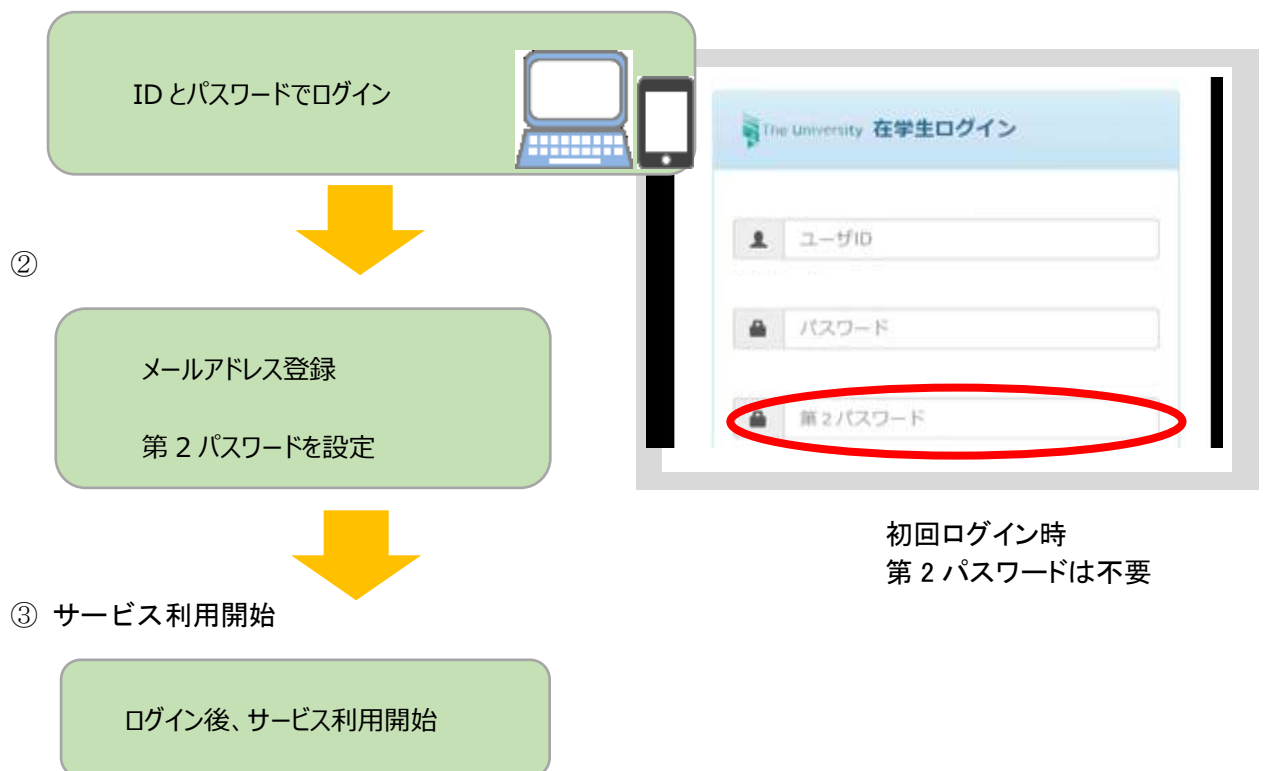 ID とパスワードでログイン
The University 在学生ログイン
ユーザID
パスワード
第2パスワード
②
メールアドレス登録
第 2 パスワードを設定
初回ログイン時
第 2 パスワードは不要
③ サービス利用開始
ログイン後、サービス利用開始